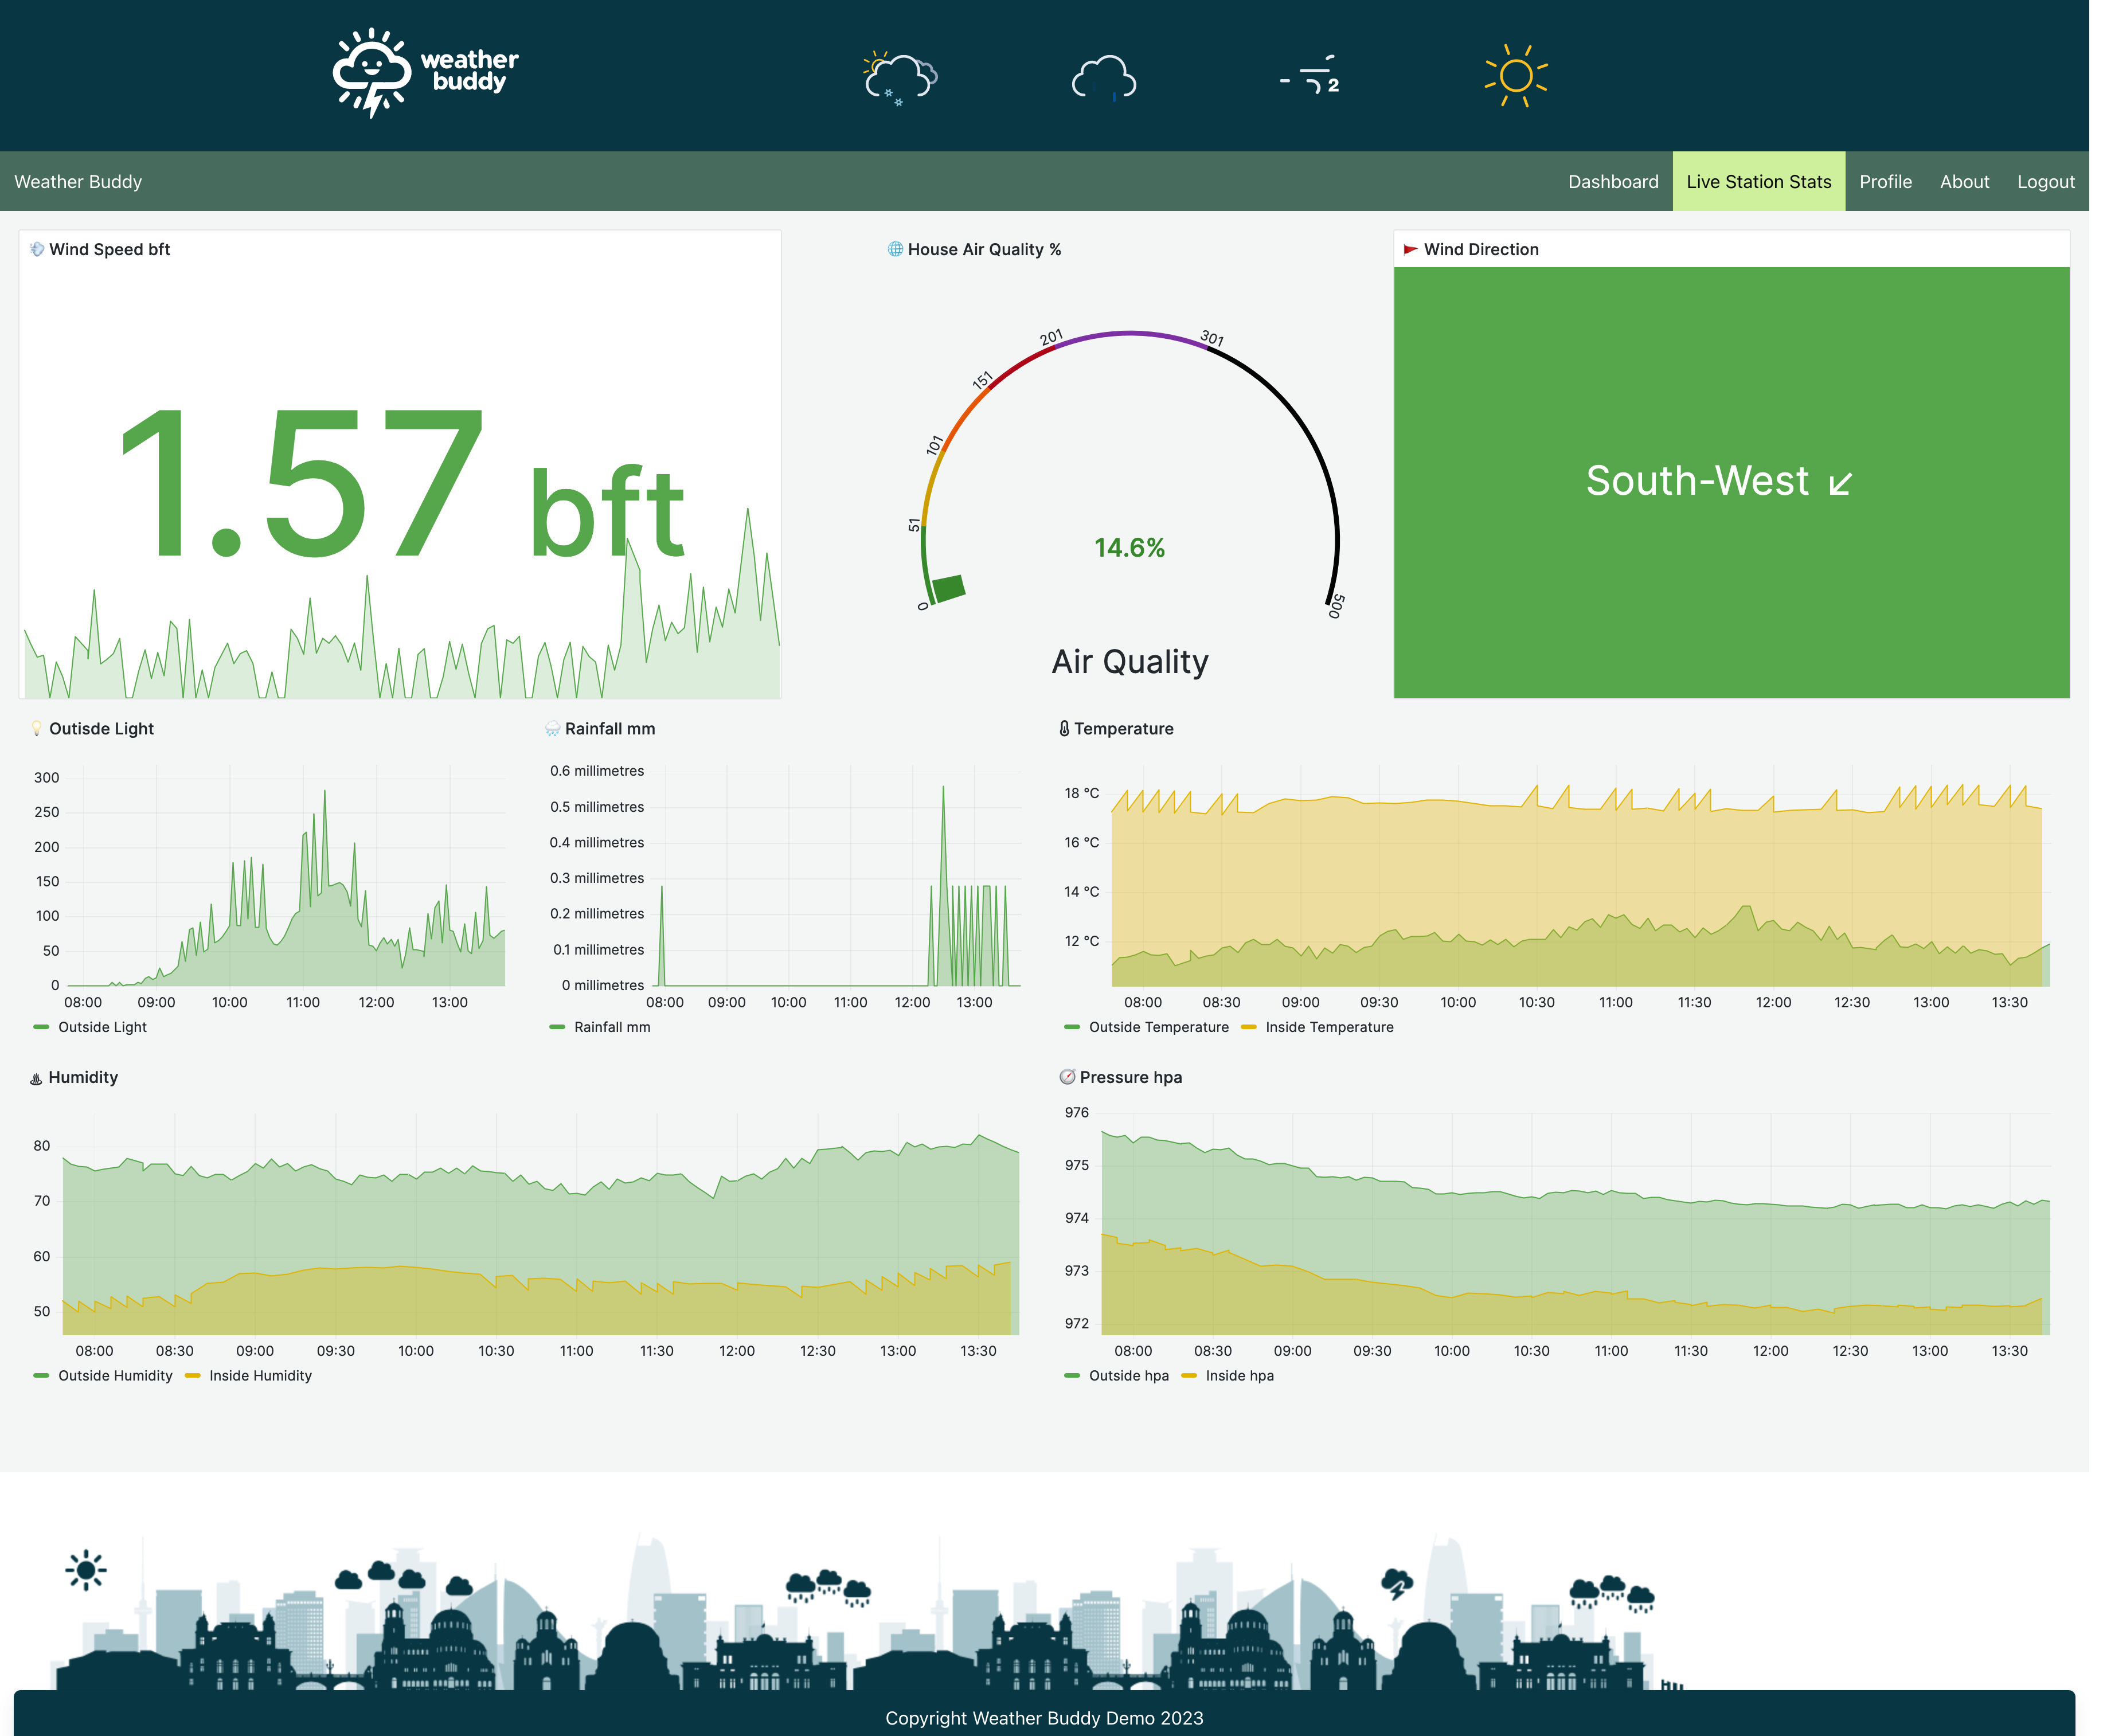 weather
buddy
2
Weather Buddy
Dashboard
Live Station Stats
Profile
About
Logout
Wind Speed bft
1.57 bft
House Air Quality %
0
51
101
151
201
301
500
14.6%
Air Quality
Wind Direction
South-West ↙
Outisde Light
300
250
200
150
100
50
0
08:00 09:00 10:00 11:00 12:00 13:00
Outside Light
Rainfall mm
0.6 millimetres
0.5 millimetres
0.4 millimetres
0.3 millimetres
0.2 millimetres
0.1 millimetres
0 millimetres
08:00 09:00 10:00 11:00 12:00 13:00
Rainfall mm
Temperature
18 °C
16 °C
14 °C
12 °C
08:00 08:30 09:00 09:30 10:00 10:30 11:00 11:30 12:00 12:30 13:00 13:30
Outside Temperature Inside Temperature
Humidity
80
70
60
50
08:00 08:30 09:00 09:30 10:00 10:30 11:00 11:30 12:00 12:30 13:00 13:30
Outside Humidity Inside Humidity
Pressure hpa
976
975
974
973
972
08:00 08:30 09:00 09:30 10:00 10:30 11:00 11:30 12:00 12:30 13:00 13:30
Outside hpa Inside hpa
Copyright Weather Buddy Demo 2023